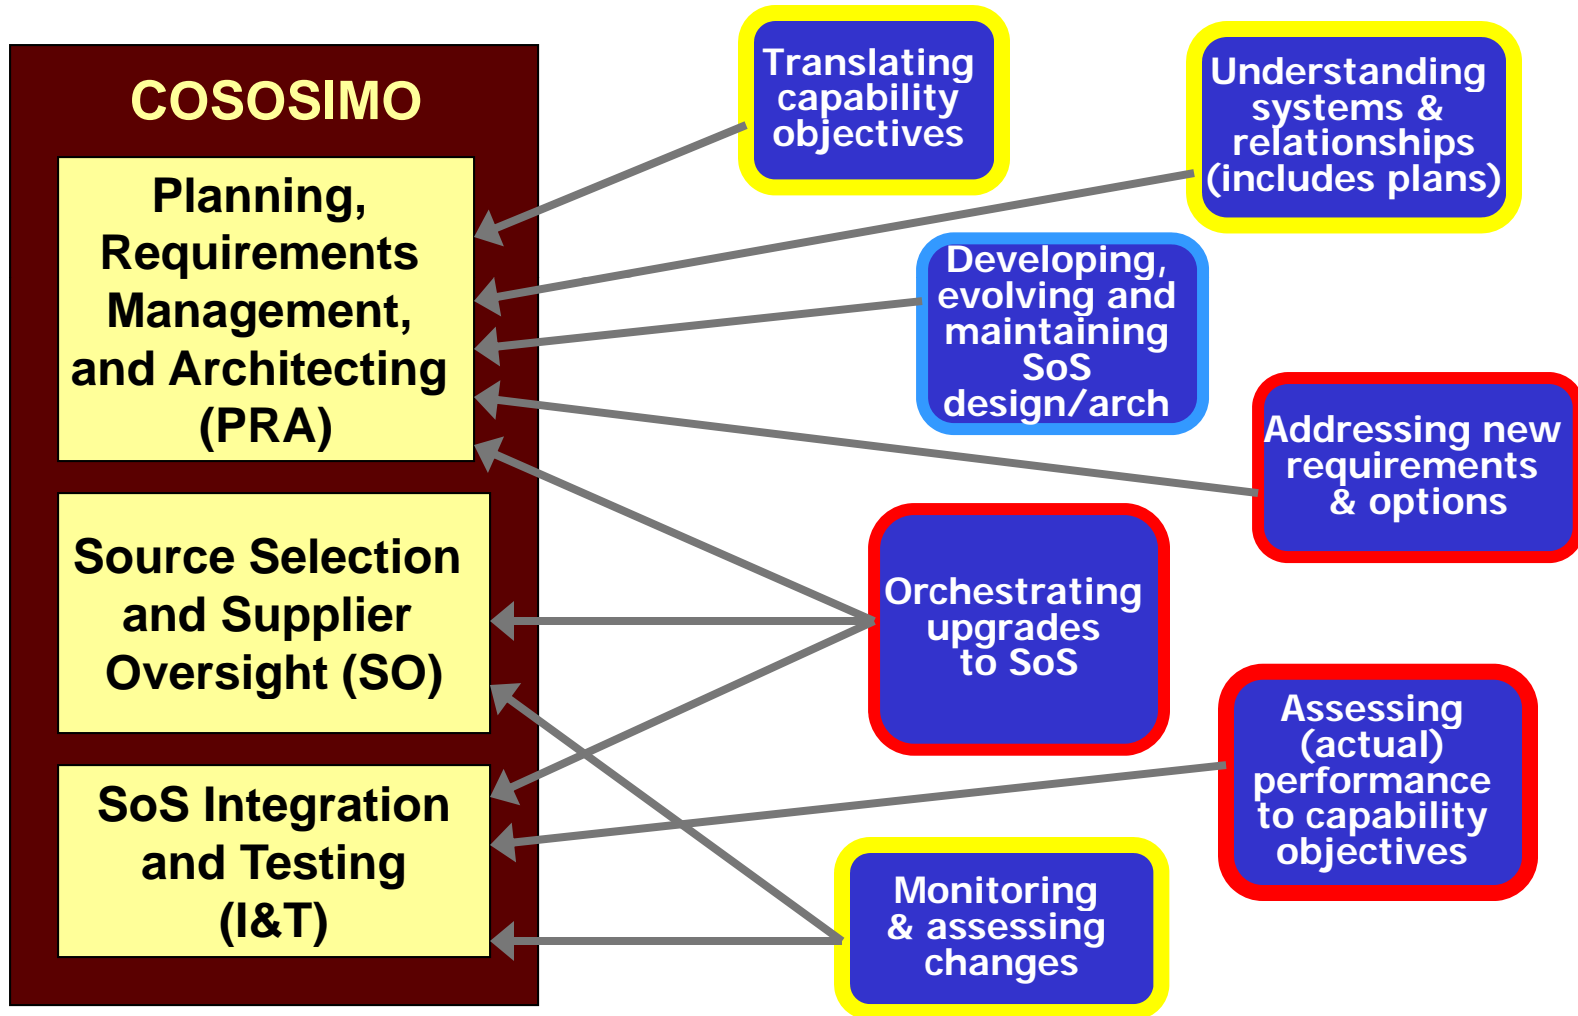 COSOSIMO
Planning,
Requirements
Management,
and Architecting
(PRA)
Source Selection
and Supplier
Oversight (SO)
SoS Integration
and Testing
(I&T)
Translating
capability
objectives
Understanding
systems &
relationships
(includes plans)
Developing,
evolving and
maintaining
SoS
design/arch
Addressing new
requirements
& options
Orchestrating
upgrades
to SoS
Assessing
(actual)
performance
to capability
objectives
Monitoring
& assessing
changes